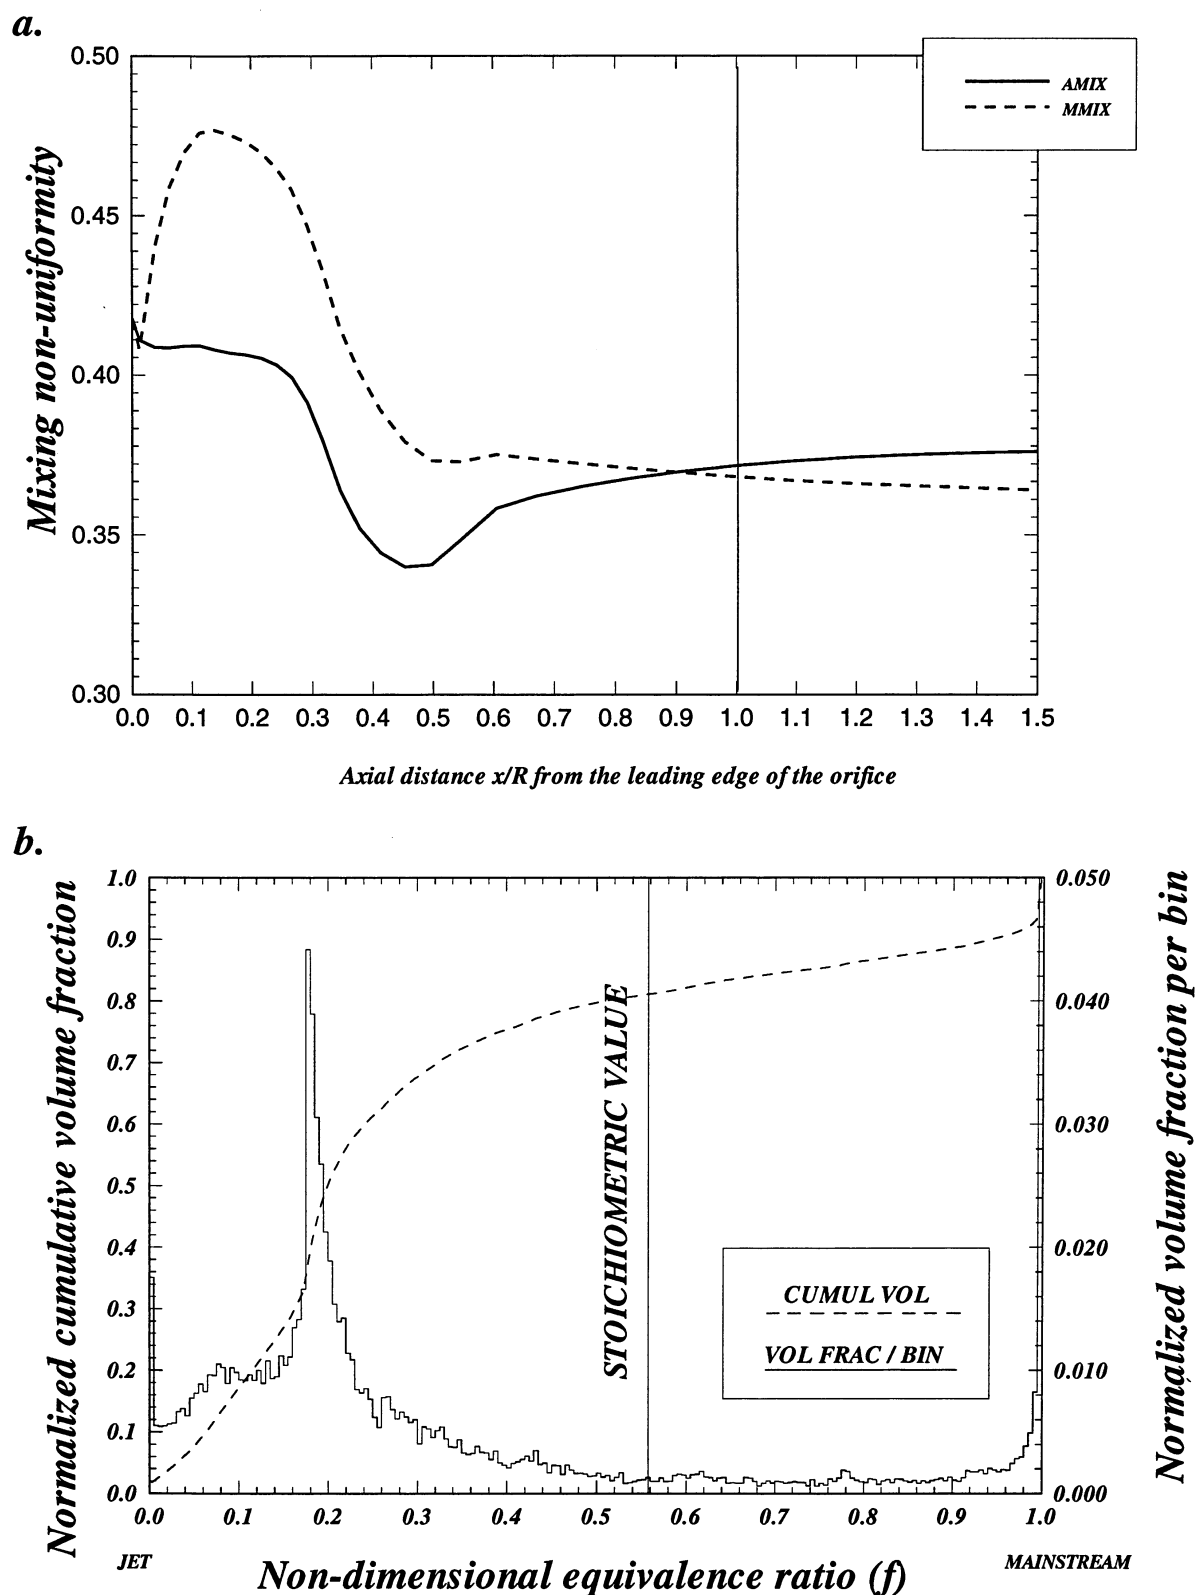 a.
0.50
0.45
0.40
0.35
0.30
Mixing non-uniformity
AMIX
MMIX
0.0 0.1 0.2 0.3 0.4 0.5 0.6 0.7 0.8 0.9 1.0 1.1 1.2 1.3 1.4 1.5
Axial distance x/R from the leading edge of the orifice
b.
1.0
0.9
0.8
0.7
0.6
0.5
0.4
0.3
0.2
0.1
0.0
Normalized cumulative volume fraction
STOICHIOMETRIC VALUE
CUMUL VOL
VOL FRAC / BIN
0.050
0.040
0.030
0.020
0.010
0.000
Normalized volume fraction per bin
0.0 0.1 0.2 0.3 0.4 0.5 0.6 0.7 0.8 0.9 1.0
JET
MAINSTREAM
Non-dimensional equivalence ratio (f)